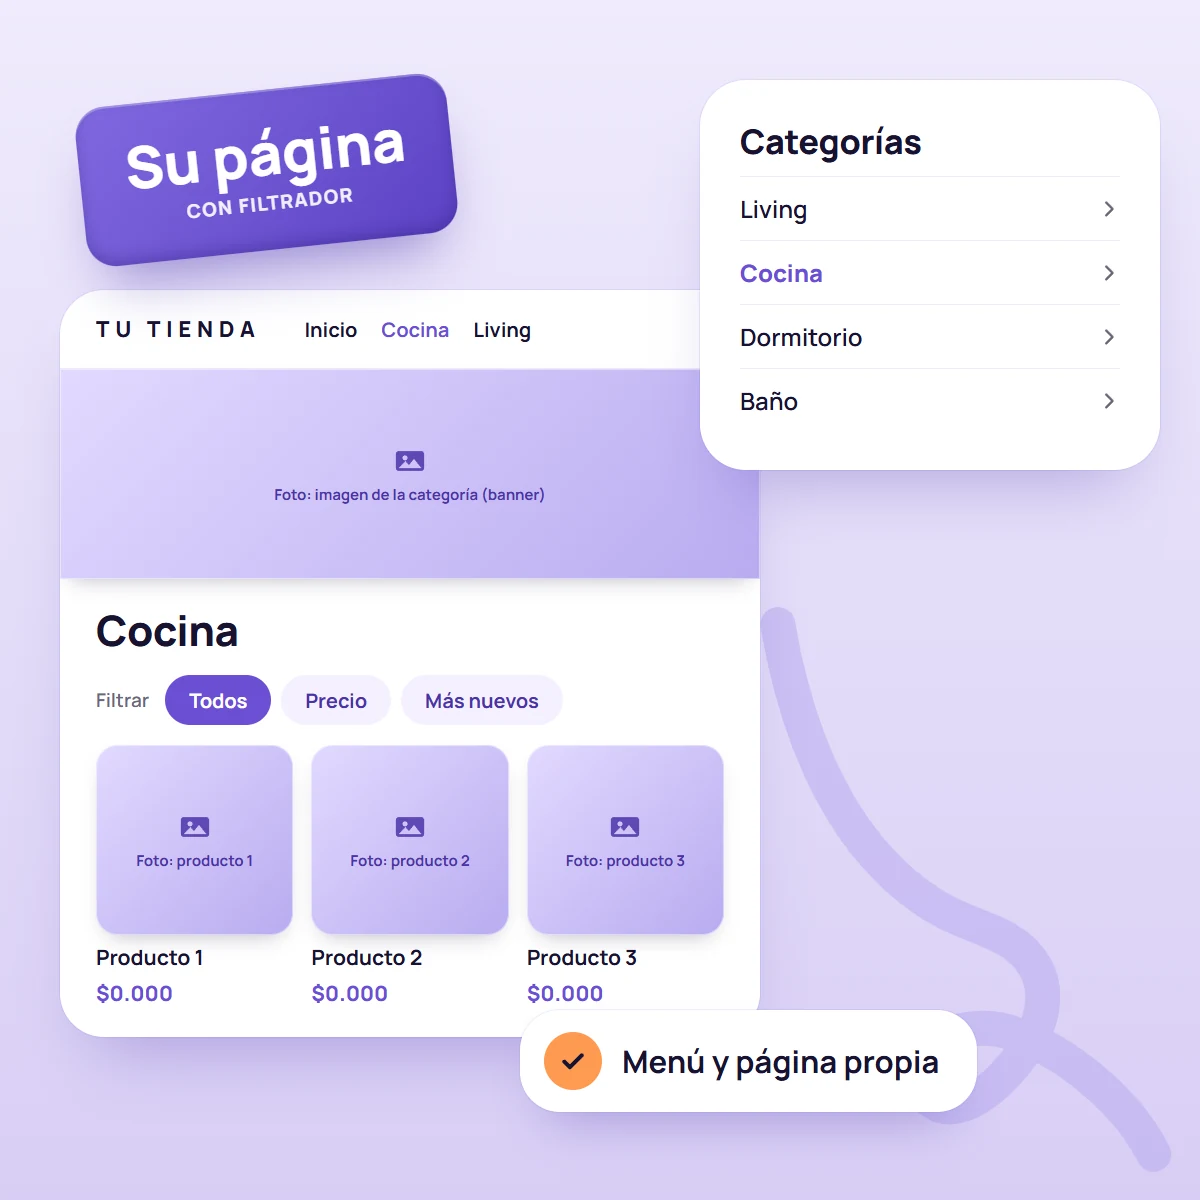 Su página
CON FILTRADOR
Categorías
Living
Cocina
Dormitorio
Baño
TU TIENDA Inicio Cocina Living
Foto: imagen de la categoría (banner)
Cocina
Filtrar Todos Precio Más nuevos
Foto: producto 1 Foto: producto 2 Foto: producto 3
Producto 1 Producto 2 Producto 3
$0.000 $0.000 $0.000
Menú y página propia